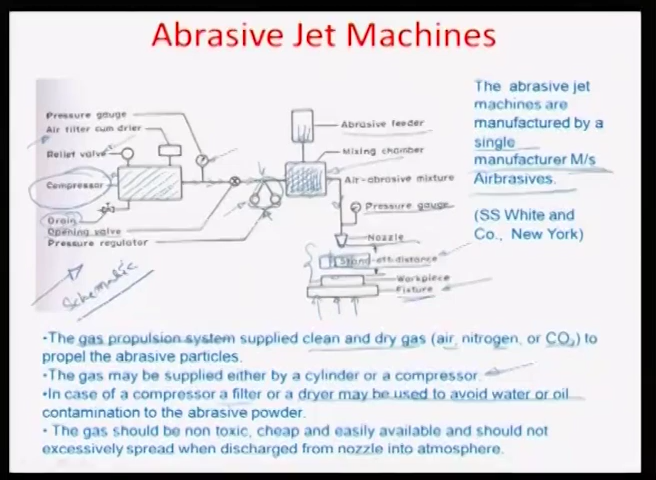 Abrasive Jet Machines
Pressure gauge
Air filter cum drier
Relief valve
Compressor
Drain
Opening valve
Pressure regulator
Abrasive feeder
Mixing chamber
Air-abrasive mixture
Pressure gauge
Nozzle
Stand-off-distance
Workpiece
Fixture
Schematic
The abrasive jet
machines are
manufactured by a
single
manufacturer M/s
Airbrasives.
(SS White and
Co., New York)
•The gas propulsion system supplied clean and dry gas (air, nitrogen, or CO2) to
propel the abrasive particles.
•The gas may be supplied either by a cylinder or a compressor.
•In case of a compressor a filter or a dryer may be used to avoid water or oil
contamination to the abrasive powder.
• The gas should be non toxic, cheap and easily available and should not
excessively spread when discharged from nozzle into atmosphere.